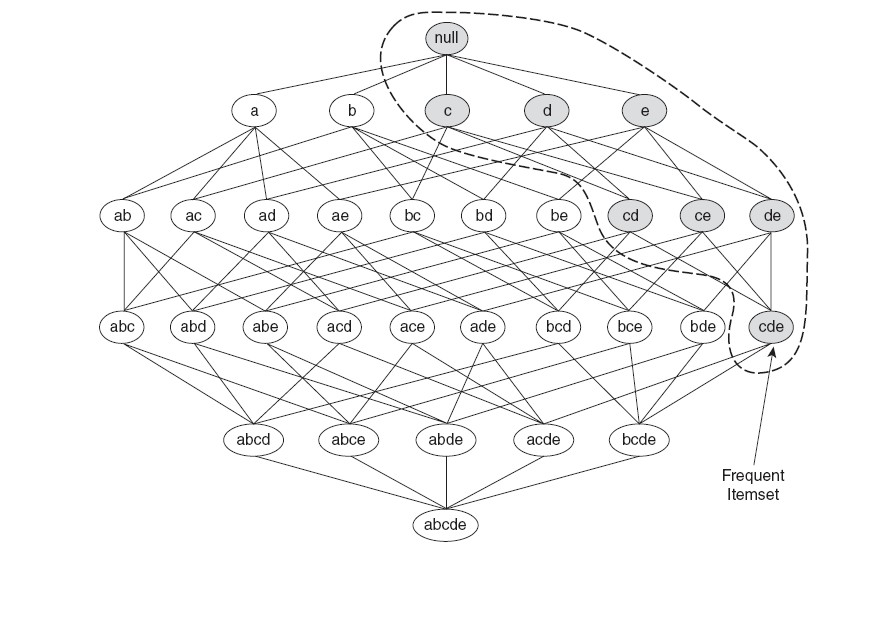 null
a b c d e
ab ac ad ae bc bd be cd ce de
abc abd abe acd ace ade bcd bce bde cde
abcd abce abde acde bcde
Frequent
Itemset
abcde